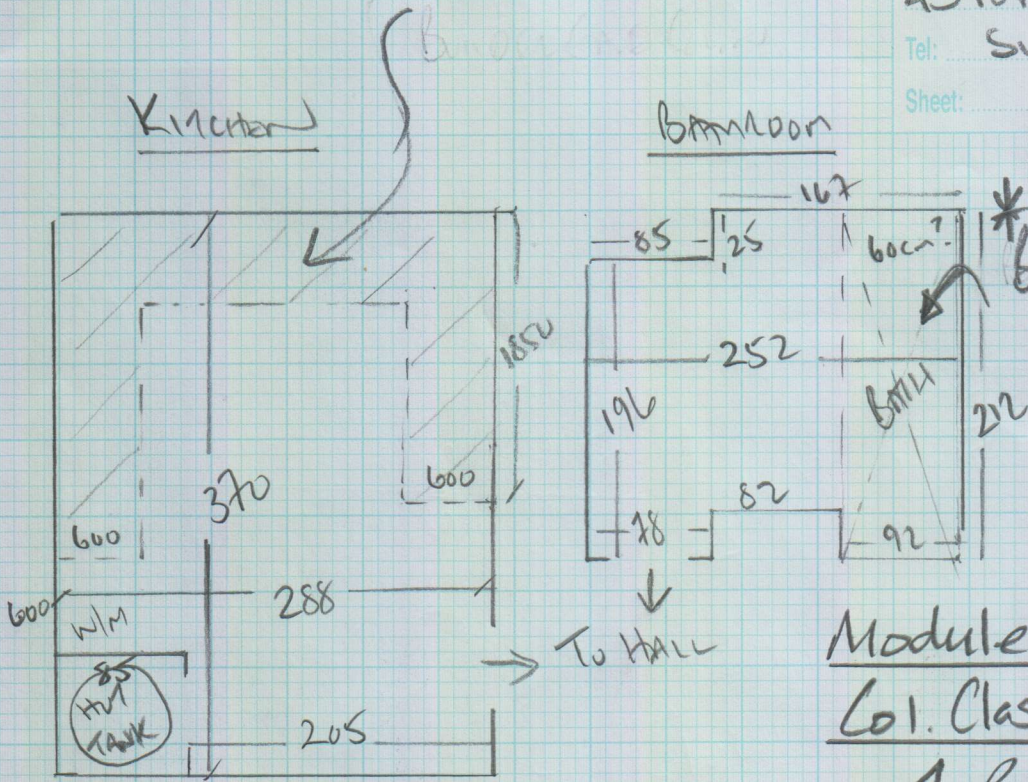 Tel:
Sheet:
KITCHEN
BATHROOM
167
85
25
60cm?
1850
252
BATH
196
212
370
600
82
600
78
92
600
288
W/M
TO HALL
Module
85
HOT
TANK
Col. Clas
205